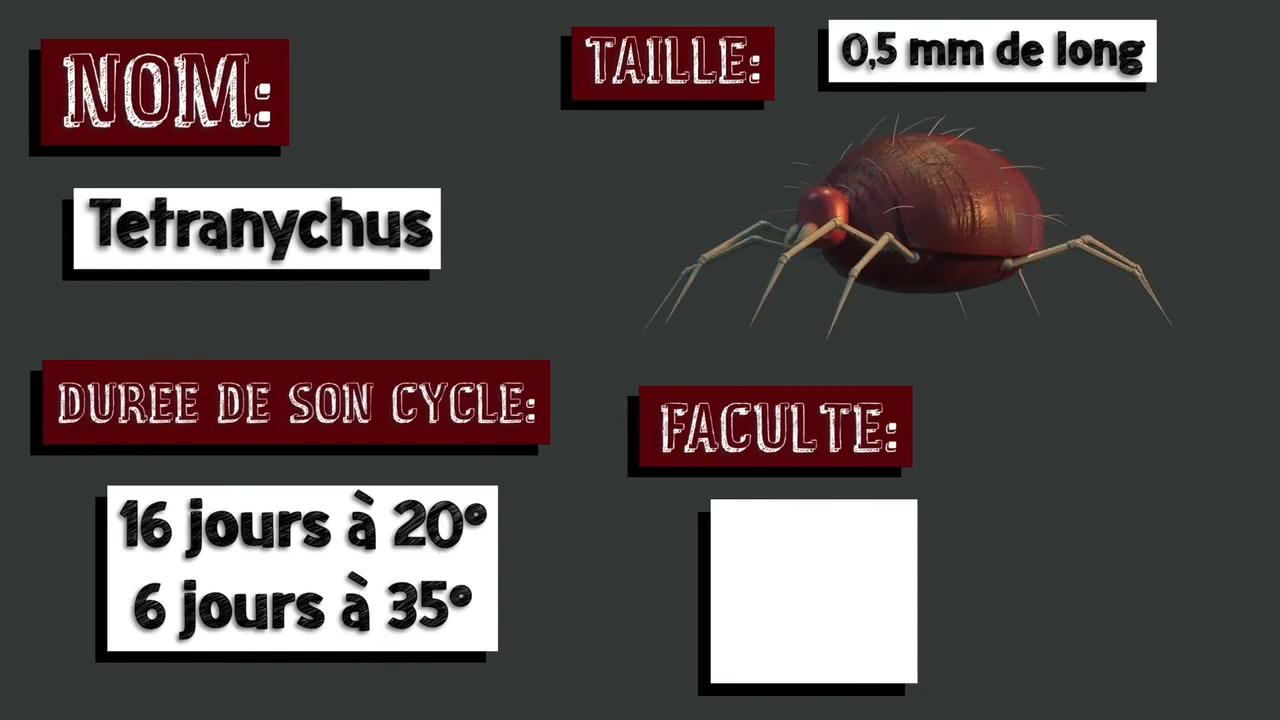 NOM:
Tetranychus
TAILLE:
0,5 mm de long
DUREE DE SON CYCLE:
16 jours à 20°
6 jours à 35°
FACULTE: